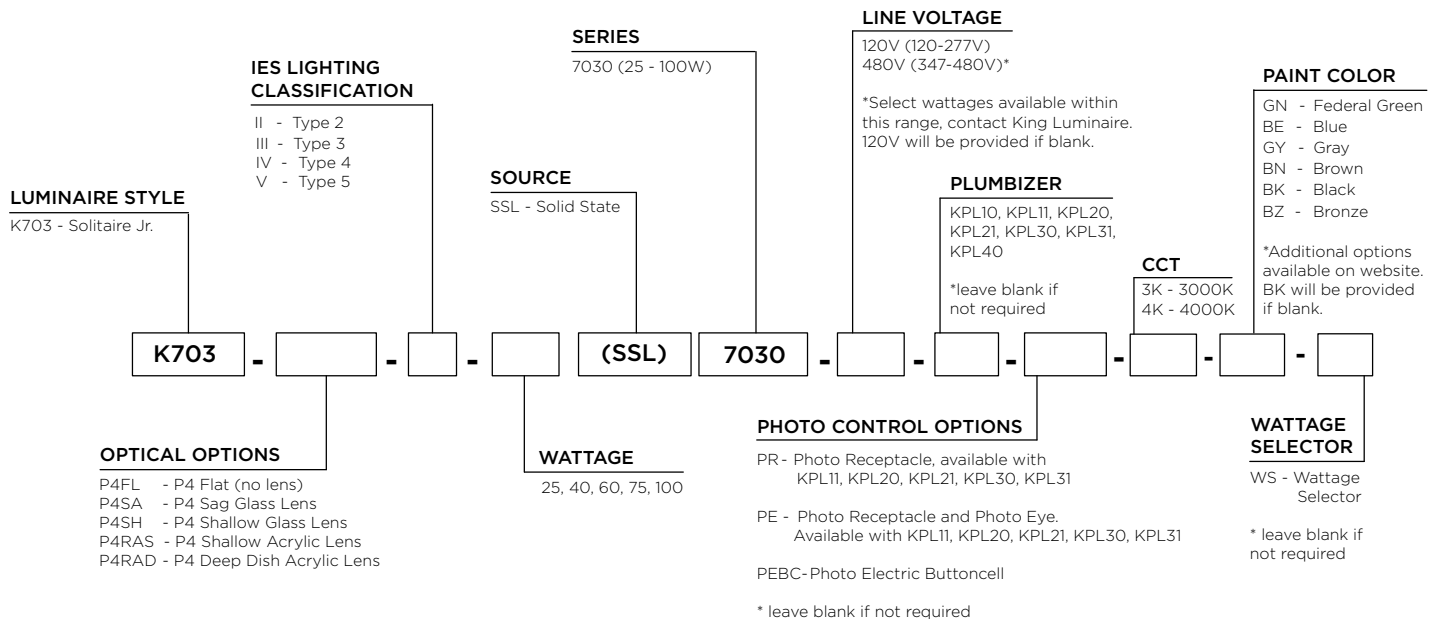 LUMINAIRE STYLE
K703 - Solitaire Jr.
IES LIGHTING
CLASSIFICATION
II - Type 2
III - Type 3
IV - Type 4
V - Type 5
SOURCE
SSL - Solid State
SERIES
7030 (25 - 100W)
LINE VOLTAGE
120V (120-277V)
480V (347-480V)*
*Select wattages available within
this range, contact King Luminaire.
120V will be provided if blank.
PLUMBIZER
KPL10, KPL11, KPL20,
KPL21, KPL30, KPL31,
KPL40
*leave blank if
not required
CCT
3K - 3000K
4K - 4000K
PAINT COLOR
GN - Federal Green
BE - Blue
GY - Gray
BN - Brown
BK - Black
BZ - Bronze
*Additional options
available on website.
BK will be provided
if blank.
K703 - - - (SSL) 7030 - - - - - -
OPTICAL OPTIONS
P4FL - P4 Flat (no lens)
P4SA - P4 Sag Glass Lens
P4SH - P4 Shallow Glass Lens
P4RAS - P4 Shallow Acrylic Lens
P4RAD - P4 Deep Dish Acrylic Lens
WATTAGE
25, 40, 60, 75, 100
PHOTO CONTROL OPTIONS
PR - Photo Receptacle, available with
KPL11, KPL20, KPL21, KPL30, KPL31
PE - Photo Receptacle and Photo Eye.
Available with KPL11, KPL20, KPL21, KPL30, KPL31
PEBC-Photo Electric Buttoncell
* leave blank if not required
WATTAGE
SELECTOR
WS - Wattage
Selector
* leave blank if
not required